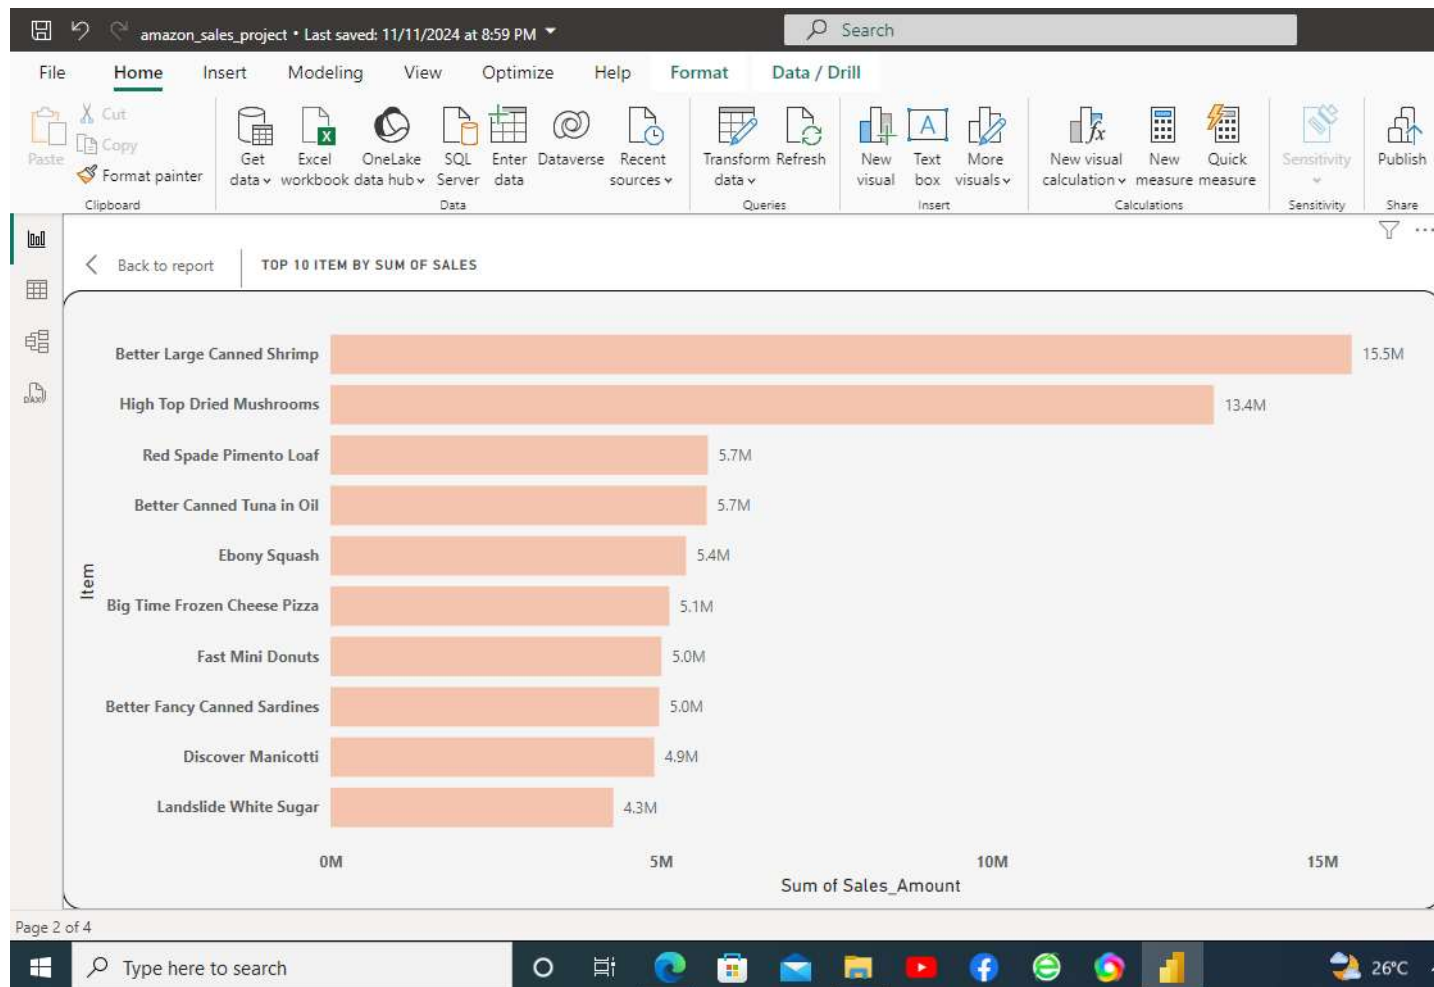 amazon_sales_project • Last saved: 11/11/2024 at 8:59 PM
Search
File Home Insert Modeling View Optimize Help Format Data / Drill
Paste
Cut
Copy
Format painter
Clipboard
Get data
Excel workbook
OneLake data hub
SQL Server
Enter data
Dataverse
Recent sources
Data
Transform data
Refresh
Queries
New visual
Text box
More visuals
Insert
New visual calculation
New measure
Quick measure
Calculations
Sensitivity
Sensitivity
Publish
Share
Back to report
TOP 10 ITEM BY SUM OF SALES
Item
Better Large Canned Shrimp 15.5M
High Top Dried Mushrooms 13.4M
Red Spade Pimento Loaf 5.7M
Better Canned Tuna in Oil 5.7M
Ebony Squash 5.4M
Big Time Frozen Cheese Pizza 5.1M
Fast Mini Donuts 5.0M
Better Fancy Canned Sardines 5.0M
Discover Manicotti 4.9M
Landslide White Sugar 4.3M
0M 5M 10M 15M
Sum of Sales_Amount
Page 2 of 4
Type here to search
26°C